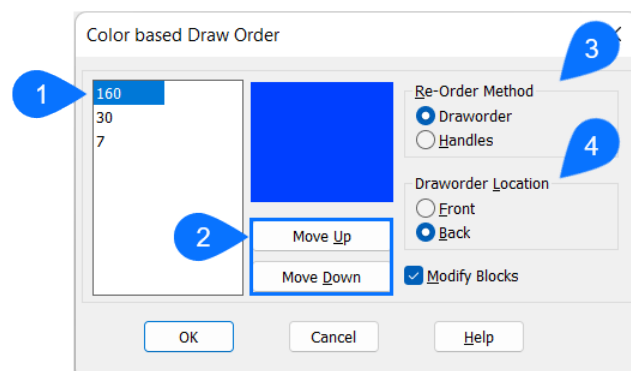 Color based Draw Order
3
1
160
30
7
Re-Order Method
Draworder
Handles
4
Draworder Location
Front
Back
2
Move Up
Move Down
Modify Blocks
OK
Cancel
Help